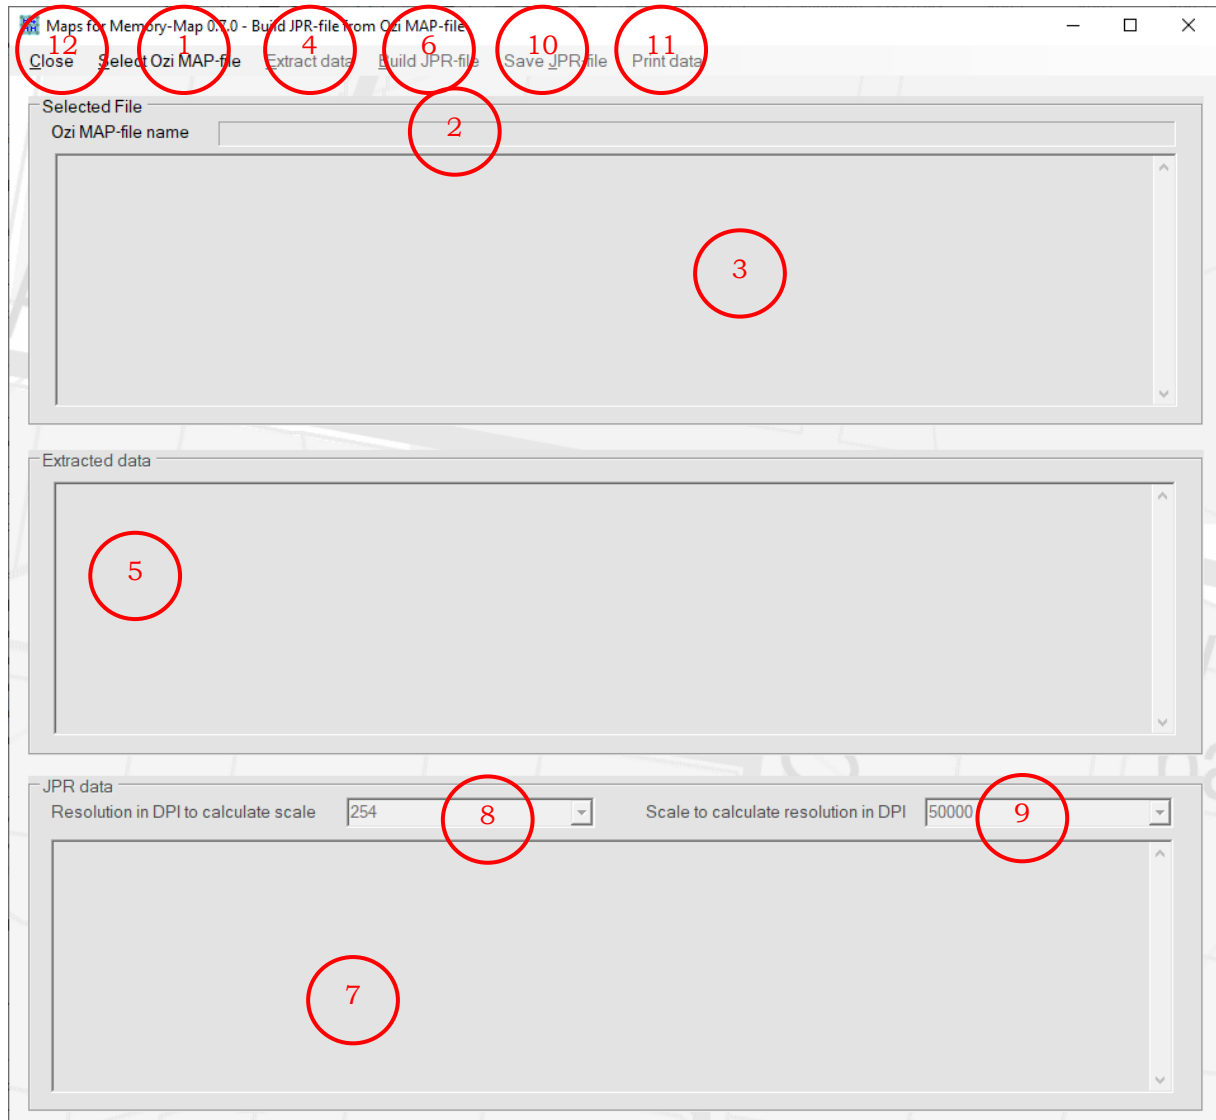 Maps for Memory-Map 0.7.0 - Build JPR-file from Ozi MAP-file
12 1 4 6 10 11
Close Select Ozi MAP-file Extract data Build JPR-file Save JPR-file Print data
Selected File
2
Ozi MAP-file name
3
Extracted data
5
JPR data
Resolution in DPI to calculate scale 254 8 Scale to calculate resolution in DPI 50000 9
7